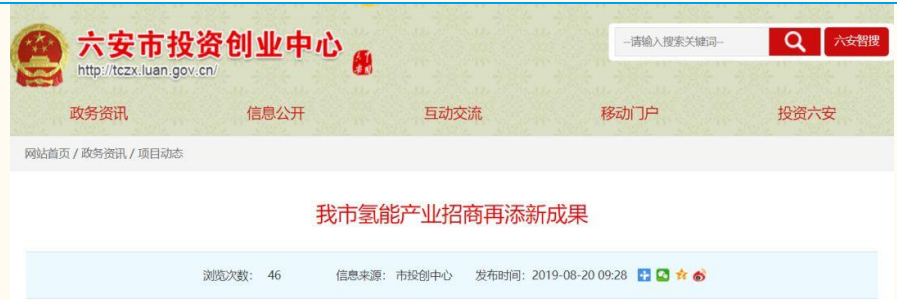 六安市投资创业中心
http://tczx.luan.gov.cn/
--请输入搜索关键词--
六安智搜
政务资讯 信息公开 互动交流 移动门户 投资六安
网站首页 / 政务资讯 / 项目动态
我市氢能产业招商再添新成果
浏览次数： 46 信息来源： 市投创中心 发布时间：2019-08-20 09:28